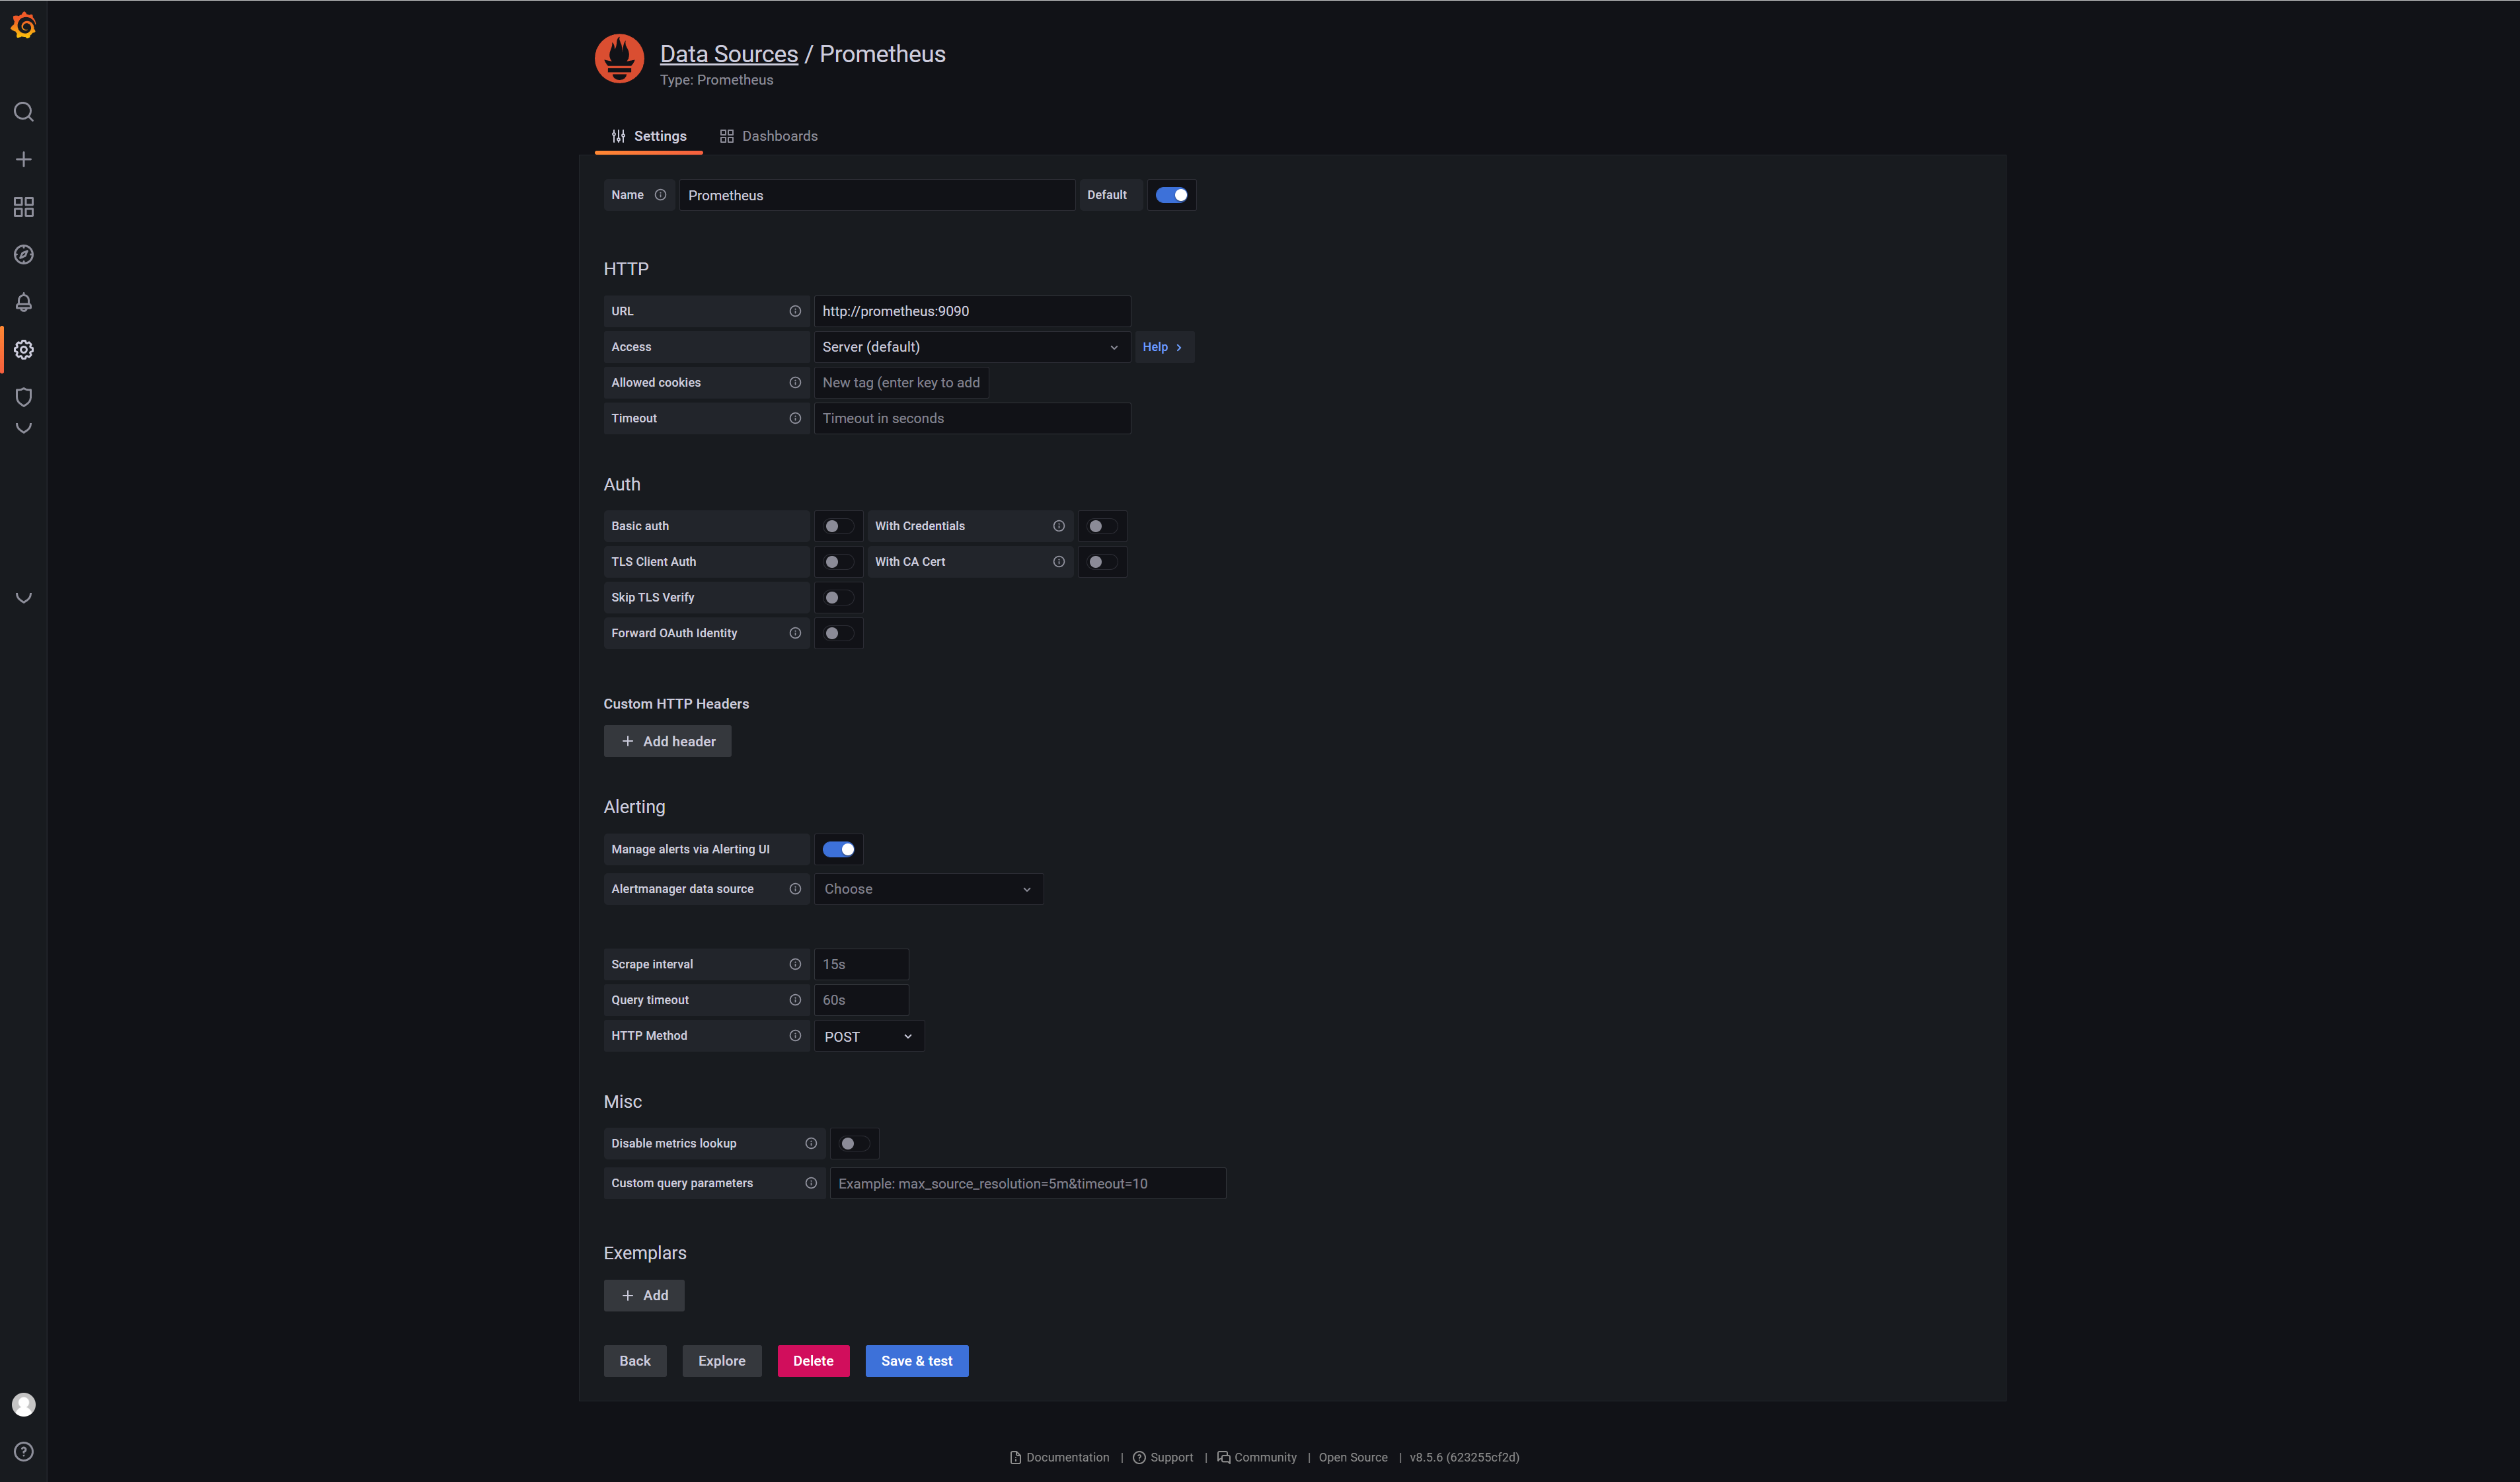 Data Sources / Prometheus
Type: Prometheus
Settings Dashboards
Name Prometheus Default
HTTP
URL http://prometheus:9090
Access Server (default) Help
Allowed cookies New tag (enter key to add
Timeout Timeout in seconds
Auth
Basic auth With Credentials
TLS Client Auth With CA Cert
Skip TLS Verify
Forward OAuth Identity
Custom HTTP Headers
Add header
Alerting
Manage alerts via Alerting UI
Alertmanager data source Choose
Scrape interval 15s
Query timeout 60s
HTTP Method POST
Misc
Disable metrics lookup
Custom query parameters Example: max_source_resolution=5m&timeout=10
Exemplars
Add
Back Explore Delete Save & test
Documentation | Support | Community | Open Source | v8.5.6 (623255cf2d)